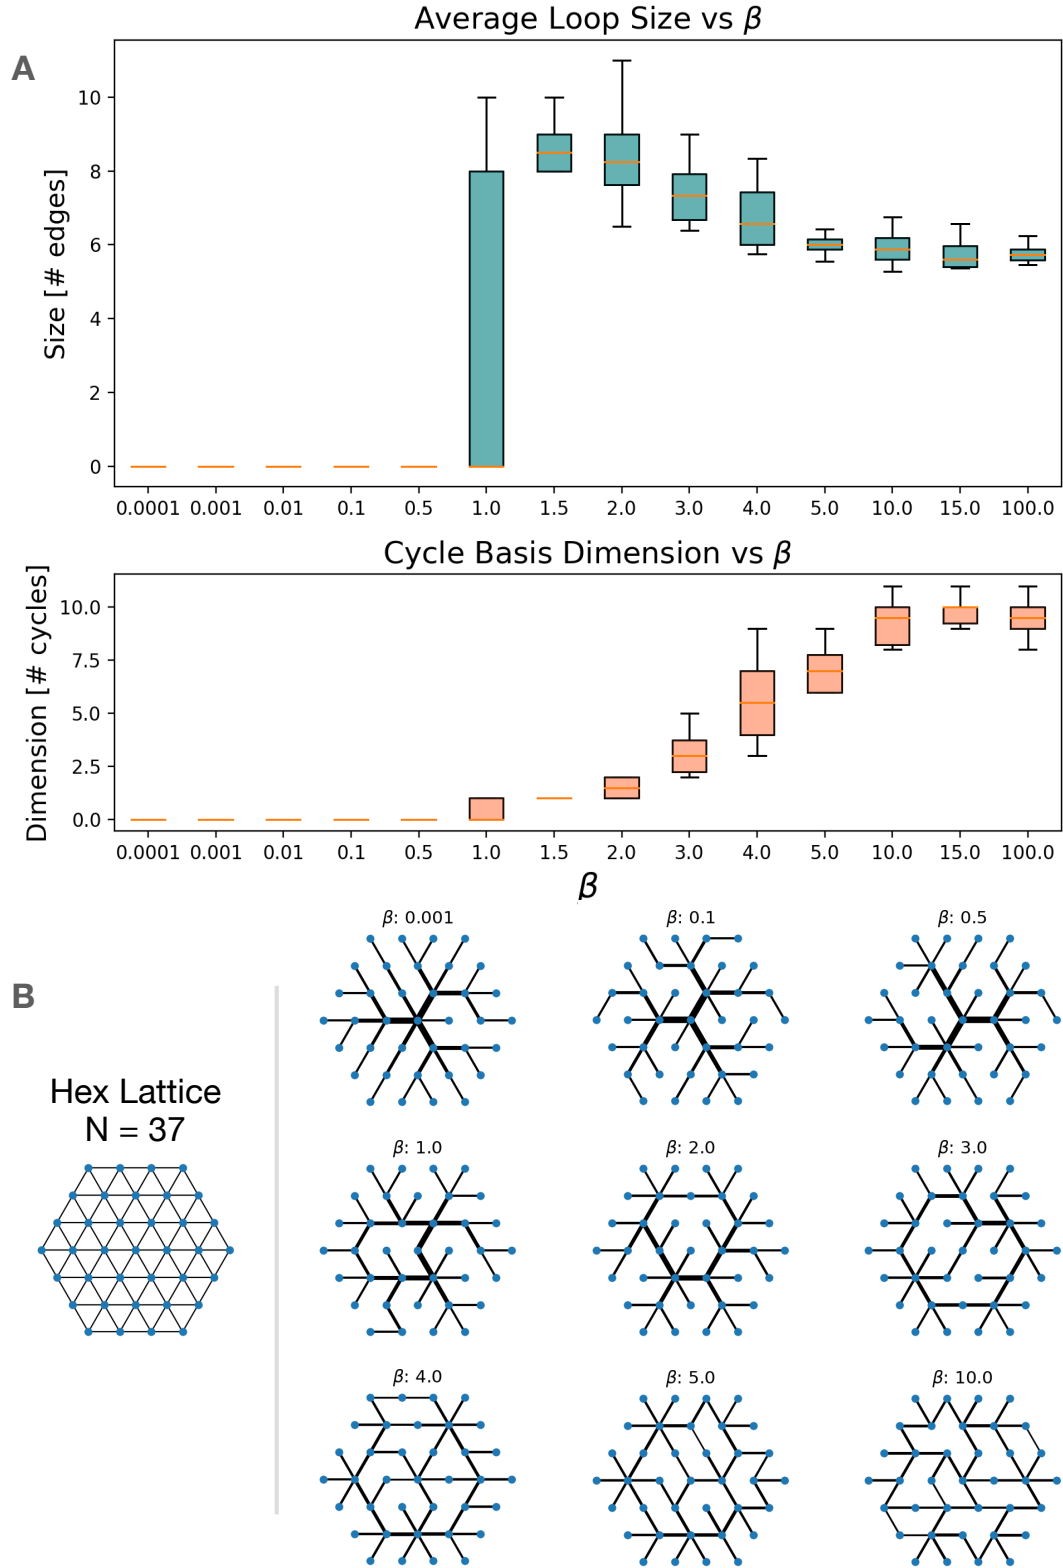 Average Loop Size vs β
A
Size [# edges]
10
8
6
4
2
0
0.0001 0.001 0.01 0.1 0.5 1.0 1.5 2.0 3.0 4.0 5.0 10.0 15.0 100.0
Cycle Basis Dimension vs β
Dimension [# cycles]
10.0
7.5
5.0
2.5
0.0
0.0001 0.001 0.01 0.1 0.5 1.0 1.5 2.0 3.0 4.0 5.0 10.0 15.0 100.0
β
B
Hex Lattice
N = 37
β: 0.001 β: 0.1 β: 0.5
β: 1.0 β: 2.0 β: 3.0
β: 4.0 β: 5.0 β: 10.0